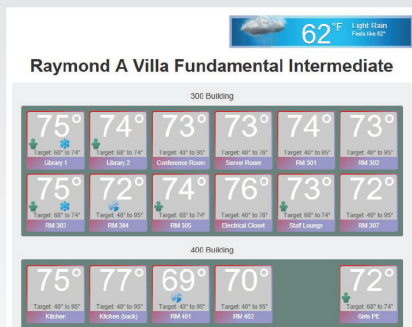 62°F Light Rain
Feels like 62°
Raymond A Villa Fundamental Intermediate
300 Building
75° 74° 73° 73° 74° 73°
Target: 68° to 74° Target: 68° to 74° Target: 40° to 95° Target: 40° to 76° Target: 40° to 95° Target: 40° to 95°
Library 1 Library 2 Conference Room Server Room RM 301 RM 302
75° 72° 74° 76° 73° 72°
Target: 68° to 74° Target: 40° to 95° Target: 68° to 74° Target: 40° to 76° Target: 68° to 74° Target: 40° to 95°
RM 303 RM 304 RM 305 Electrical Closet Staff Lounge RM 307
400 Building
75° 77° 69° 70° 72°
Target: 40° to 95° Target: 40° to 95° Target: 40° to 95° Target: 40° to 95° Target: 68° to 74°
Kitchen Kitchen (back) RM 401 RM 402 Girls PE